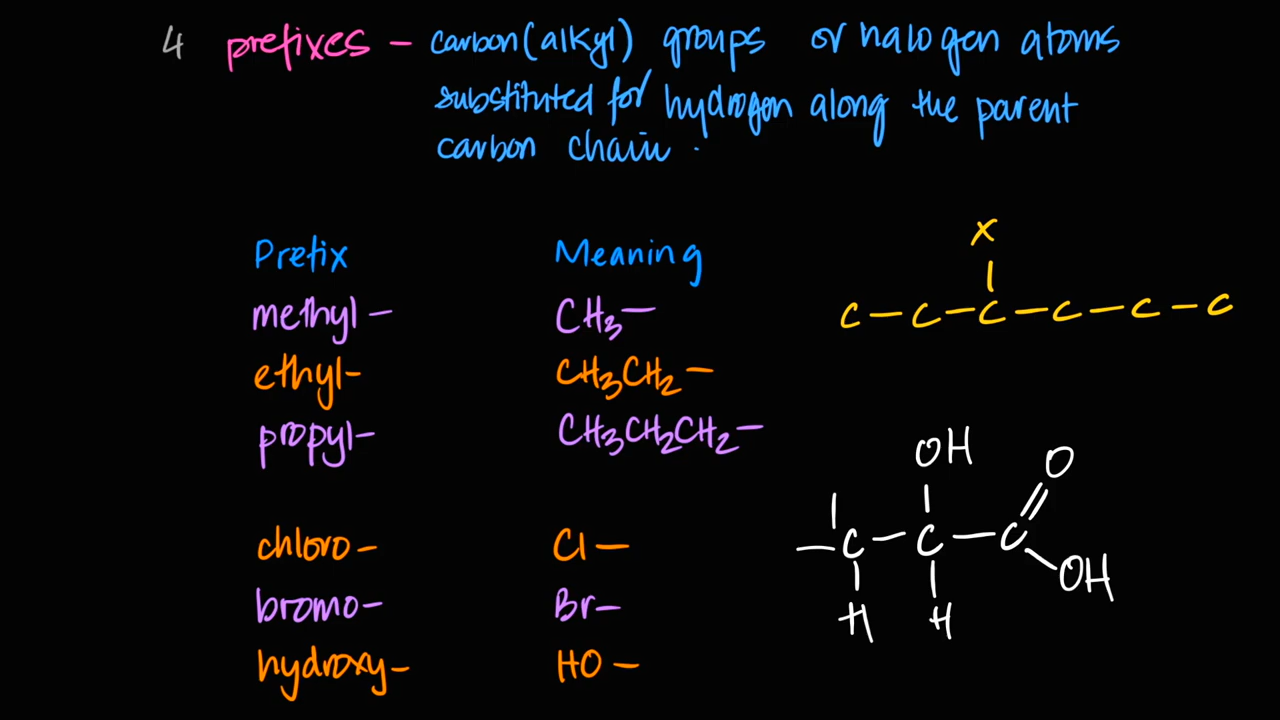 4 prefixes - carbon(alkyl) groups or halogen atoms
substituted for hydrogen along the parent
carbon chain.
Prefix Meaning
methyl- CH3-
ethyl- CH3CH2-
propyl- CH3CH2CH2-
chloro- Cl-
bromo- Br-
hydroxy- HO-
X
C-C-C-C-C-C
OH O
-C-C-C
OH
H H